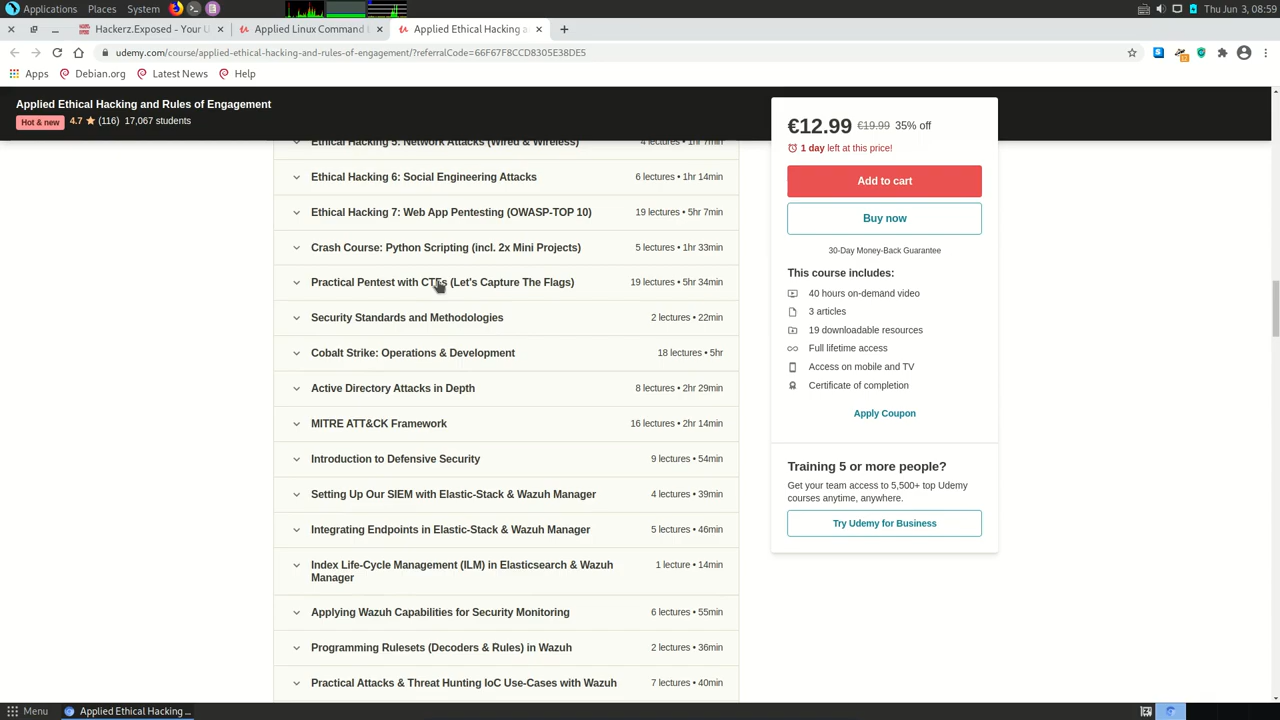 Applications Places System Thu Jun 3, 08:59
Hackerz.Exposed - Your U
Applied Linux Command
Applied Ethical Hacking a
udemy.com/course/applied-ethical-hacking-and-rules-of-engagement/?referralCode=66F67F8CCD8305E38DE5
Apps Debian.org Latest News Help
Applied Ethical Hacking and Rules of Engagement
Hot & new 4.7 (116) 17,067 students
Ethical Hacking 5: Network Attacks (Wired & Wireless) 4 lectures • 1hr 7min
Ethical Hacking 6: Social Engineering Attacks 6 lectures • 1hr 14min
Ethical Hacking 7: Web App Pentesting (OWASP-TOP 10) 19 lectures • 5hr 7min
Crash Course: Python Scripting (incl. 2x Mini Projects) 5 lectures • 1hr 33min
Practical Pentest with CTFs (Let's Capture The Flags) 19 lectures • 5hr 34min
Security Standards and Methodologies 2 lectures • 22min
Cobalt Strike: Operations & Development 18 lectures • 5hr
Active Directory Attacks in Depth 8 lectures • 2hr 29min
MITRE ATT&CK Framework 16 lectures • 2hr 14min
Introduction to Defensive Security 9 lectures • 54min
Setting Up Our SIEM with Elastic-Stack & Wazuh Manager 4 lectures • 39min
Integrating Endpoints in Elastic-Stack & Wazuh Manager 5 lectures • 46min
Index Life-Cycle Management (ILM) in Elasticsearch & Wazuh 1 lecture • 14min
Manager
Applying Wazuh Capabilities for Security Monitoring 6 lectures • 55min
Programming Rulesets (Decoders & Rules) in Wazuh 2 lectures • 36min
Practical Attacks & Threat Hunting IoC Use-Cases with Wazuh 7 lectures • 40min
€12.99 €19.99 35% off
1 day left at this price!
Add to cart
Buy now
30-Day Money-Back Guarantee
This course includes:
40 hours on-demand video
3 articles
19 downloadable resources
Full lifetime access
Access on mobile and TV
Certificate of completion
Apply Coupon
Training 5 or more people?
Get your team access to 5,500+ top Udemy
courses anytime, anywhere.
Try Udemy for Business
Menu Applied Ethical Hacking ...